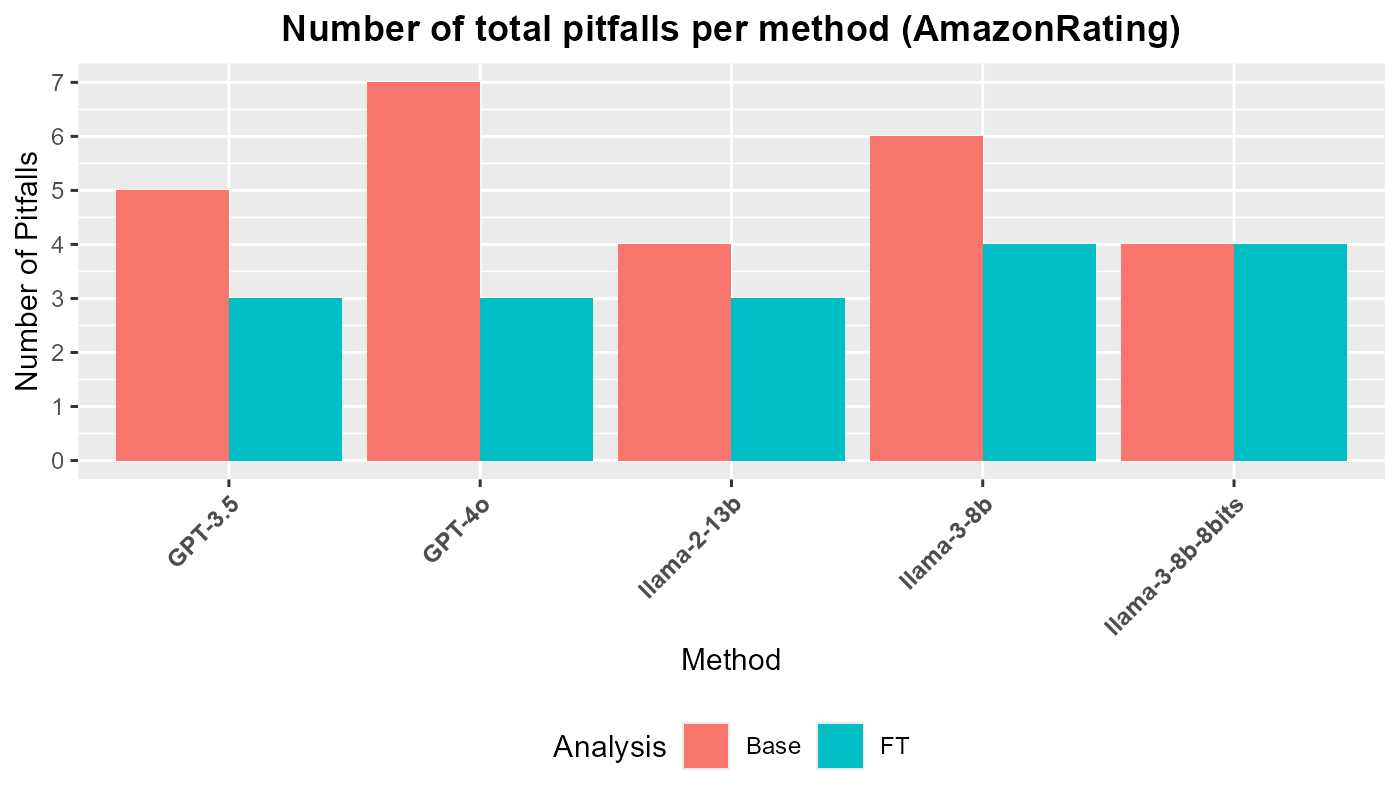 Number of total pitfalls per method (AmazonRating)
Number of Pitfalls
7
6
5
4
3
2
1
0
GPT-3.5
GPT-4o
llama-2-13b
llama-3-8b
llama-3-8b-8bits
Method
Analysis Base FT